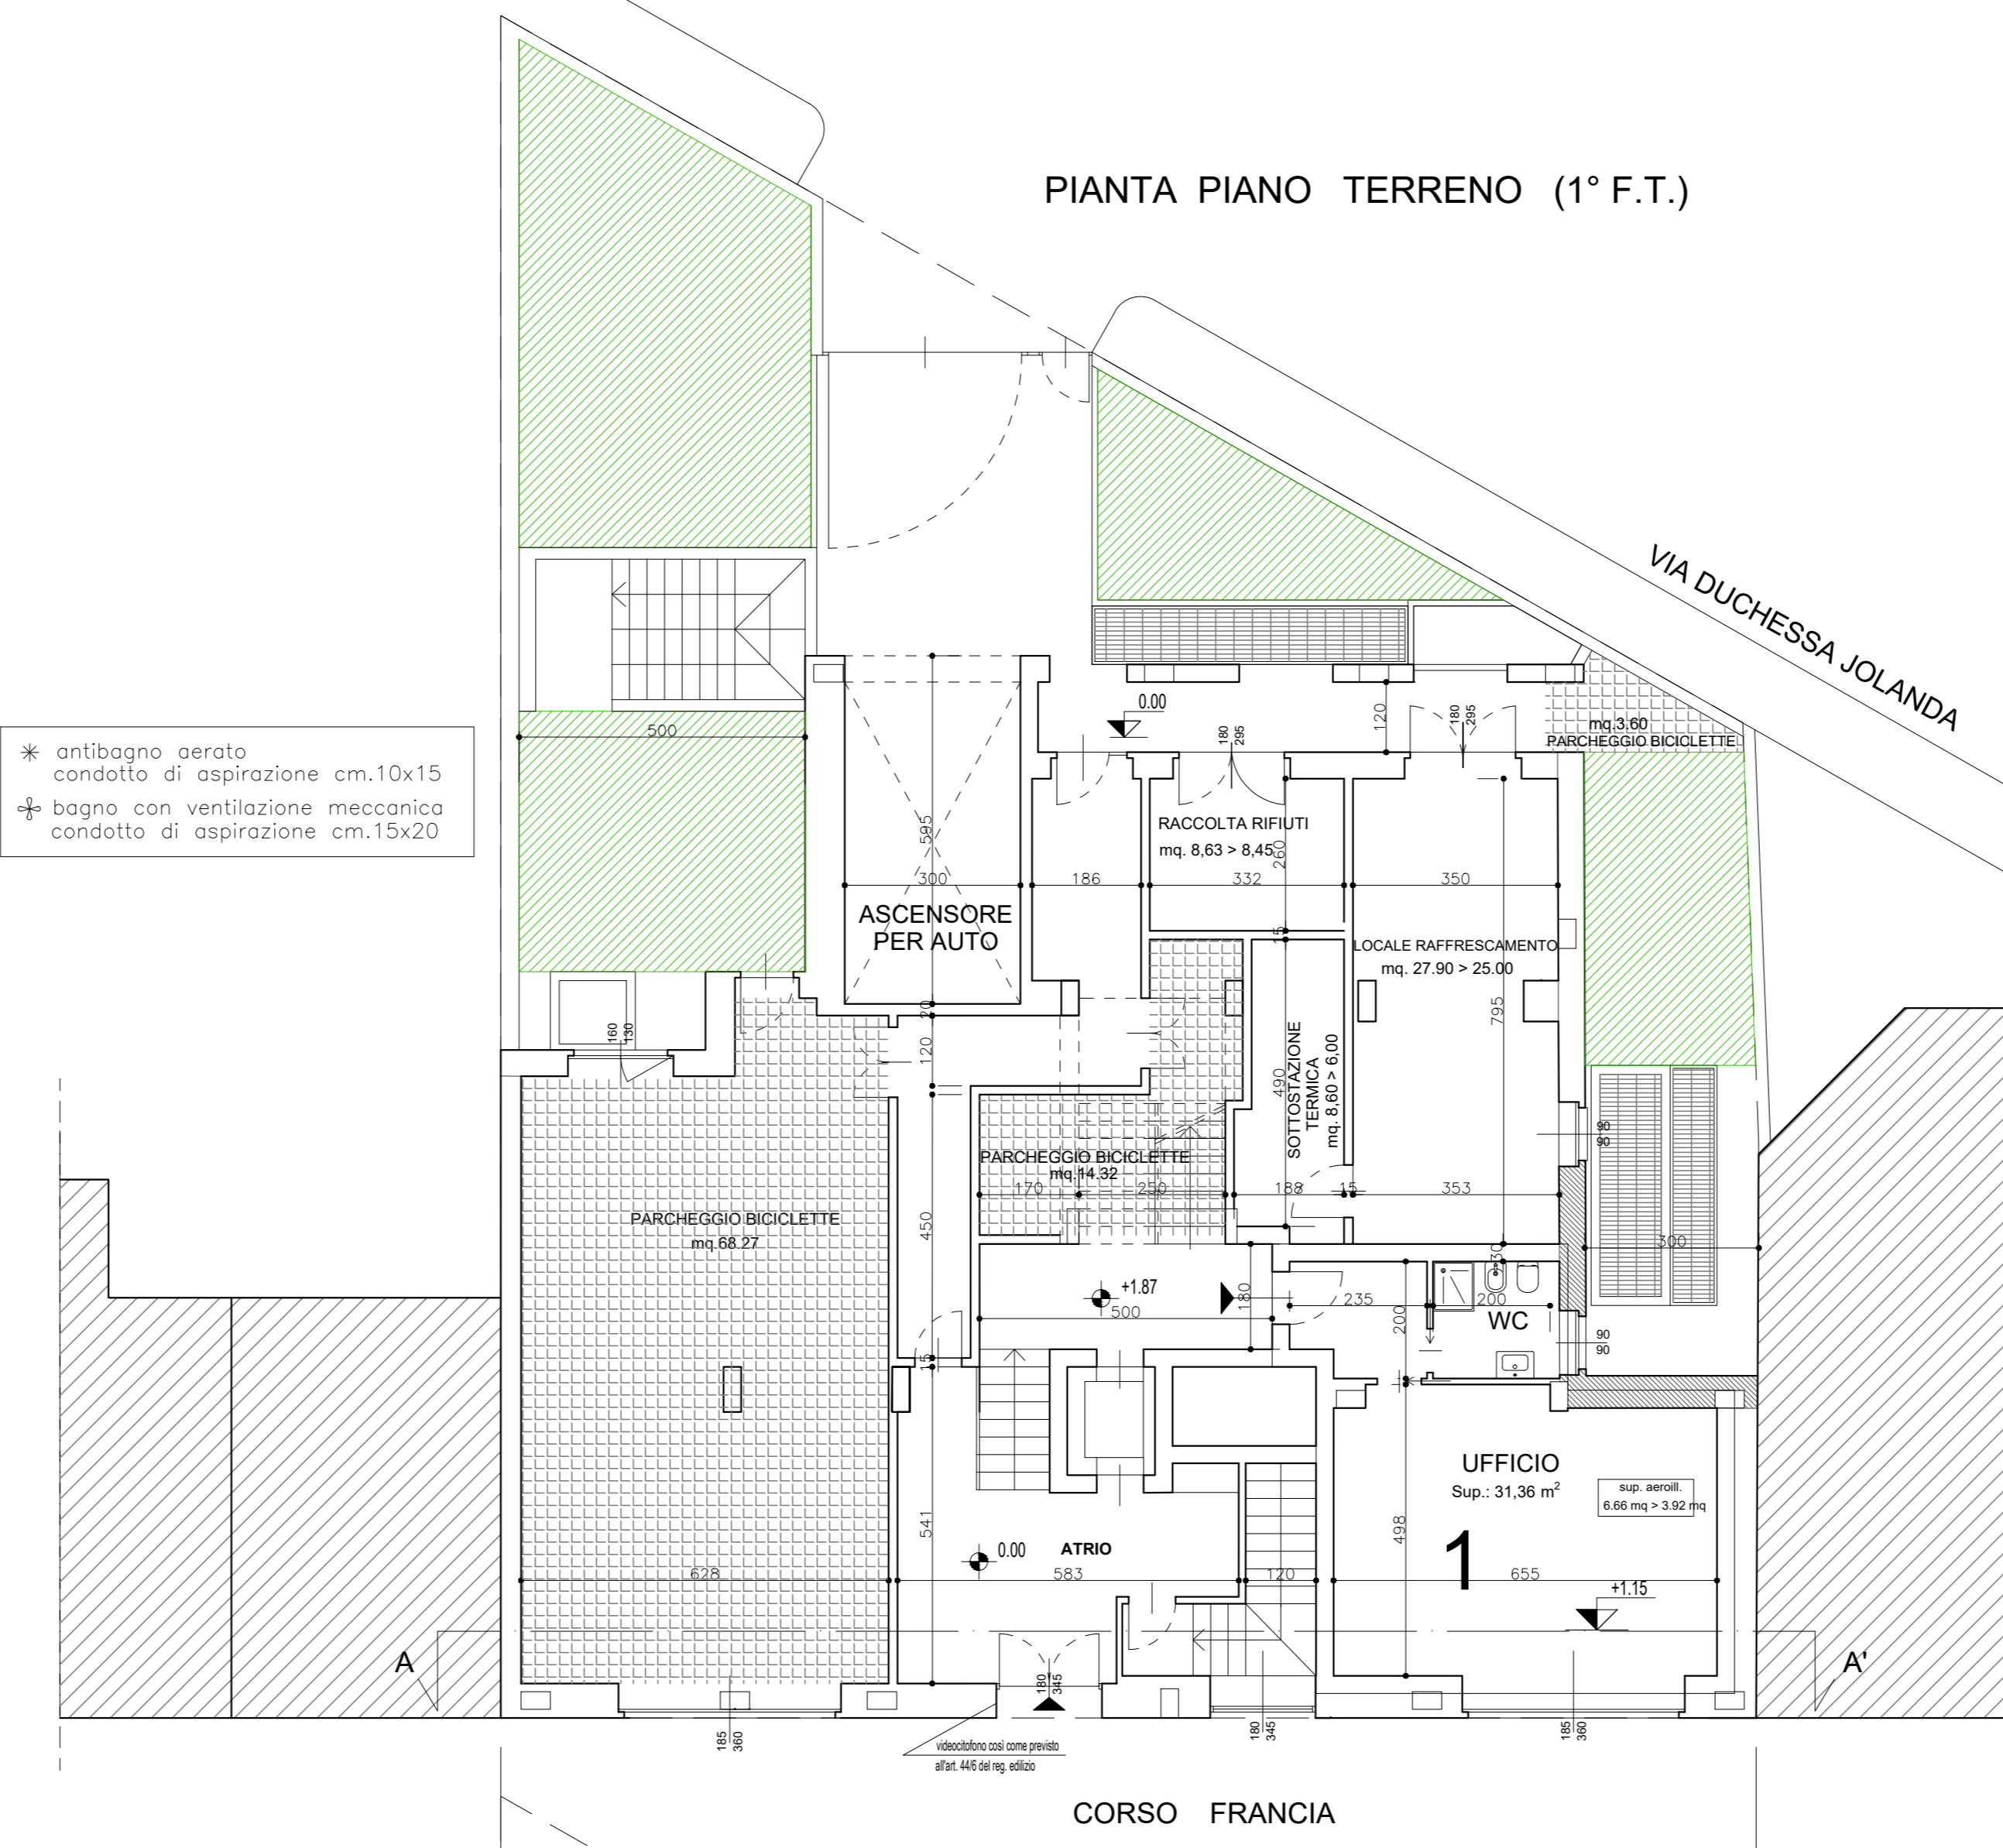 PIANTA PIANO TERRENO (1° F.T.)
VIA DUCHESSA JOLANDA
antibagno aerato
condotto di aspirazione cm.10x15
bagno con ventilazione meccanica
condotto di aspirazione cm.15x20
500
0.00
120
180
295
180
295
mq.3.60
PARCHEGGIO BICICLETTE
RACCOLTA RIFIUTI
mq. 8,63 > 8,45
260
595
300
186
332
350
ASCENSORE
PER AUTO
15
LOCALE RAFFRESCAMENTO
mq. 27.90 > 25.00
795
20
160
130
120
490
SOTTOSTAZIONE
TERMICA
mq. 8,60 > 6,00
90
90
PARCHEGGIO BICICLETTE
mq.14.32
170
250
188
15
353
PARCHEGGIO BICICLETTE
mq.68.27
450
300
30
+1.87
500
180
235
200
200
WC
90
90
15
UFFICIO
Sup.: 31,36 m²
sup. aeroill.
6.66 mq > 3.92 mq
541
498
1
0.00
ATRIO
628
583
120
655
+1.15
A
A'
180
345
185
360
180
345
185
360
videocitofono così come previsto
all'art. 44/6 del reg. edilizio
CORSO FRANCIA